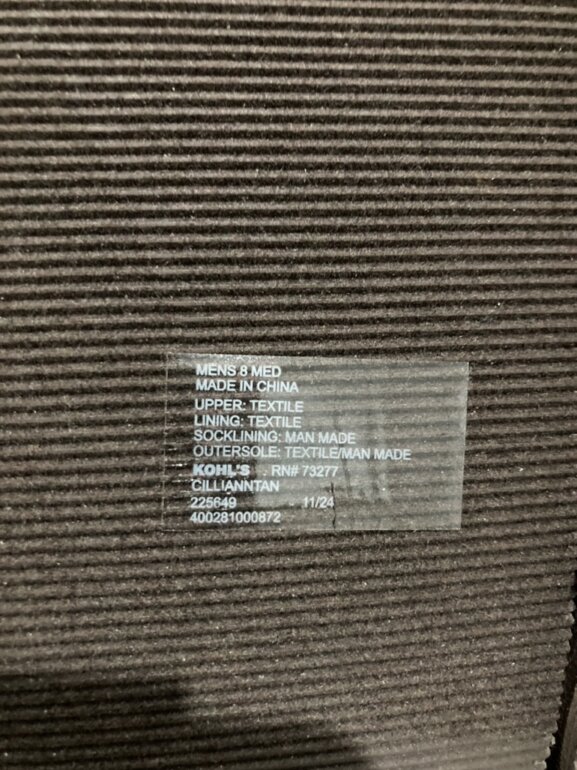 MENS 8 MED
MADE IN CHINA
UPPER: TEXTILE
LINING: TEXTILE
SOCKLINING: MAN MADE
OUTERSOLE: TEXTILE/MAN MADE
KOHL'S RN# 73277
CILLIANNTAN
225649 11/24
400281000872